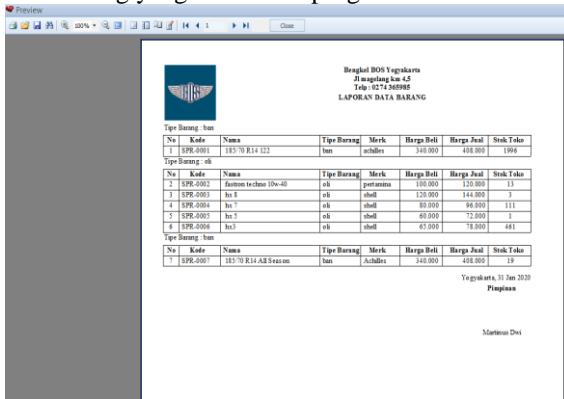 Preview
100%
1
Close
BOS
Bengkel BOS Yogyakarta
Jl magelang km 4,5
Telp : 0274 365985
LAPORAN DATA BARANG
Tipe Barang : ban
No Kode Nama Tipe Barang Merk Harga Beli Harga Jual Stok Toko
1 SPR-0001 185/70 R14 122 ban achilles 340.000 408.000 1996
Tipe Barang : oli
No Kode Nama Tipe Barang Merk Harga Beli Harga Jual Stok Toko
2 SPR-0002 fastron techno 10w-40 oli pertamina 100.000 120.000 13
3 SPR-0003 hx 8 oli shell 120.000 144.000 3
4 SPR-0004 hx 7 oli shell 80.000 96.000 111
5 SPR-0005 hx 5 oli shell 60.000 72.000 1
6 SPR-0006 hx3 oli shell 65.000 78.000 461
Tipe Barang : ban
No Kode Nama Tipe Barang Merk Harga Beli Harga Jual Stok Toko
7 SPR-0007 185/70 R14 All Season ban Achilles 340.000 408.000 19
Yogyakarta, 31 Jan 2020
Pimpinan
Martinus Dwi